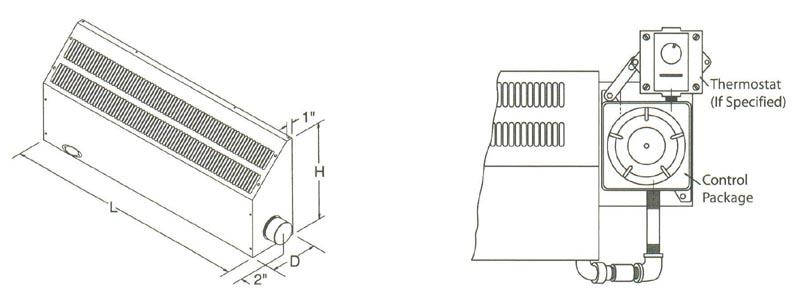 1"
H
L
D
2"
Thermostat
(If Specified)
Control
Package